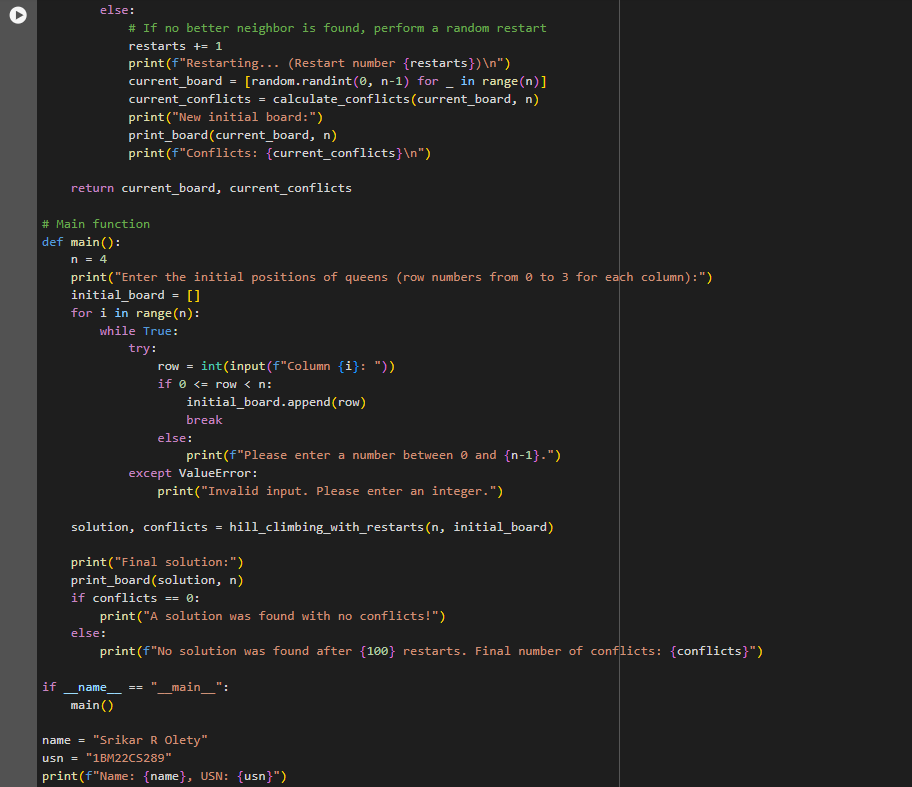 else:
            # If no better neighbor is found, perform a random restart
            restarts += 1
            print(f"Restarting... (Restart number {restarts})\n")
            current_board = [random.randint(0, n-1) for _ in range(n)]
            current_conflicts = calculate_conflicts(current_board, n)
            print("New initial board:")
            print_board(current_board, n)
            print(f"Conflicts: {current_conflicts}\n")

    return current_board, current_conflicts

# Main function
def main():
    n = 4
    print("Enter the initial positions of queens (row numbers from 0 to 3 for each column):")
    initial_board = []
    for i in range(n):
        while True:
            try:
                row = int(input(f"Column {i}: "))
                if 0 <= row < n:
                    initial_board.append(row)
                    break
                else:
                    print(f"Please enter a number between 0 and {n-1}.")
            except ValueError:
                print("Invalid input. Please enter an integer.")

    solution, conflicts = hill_climbing_with_restarts(n, initial_board)

    print("Final solution:")
    print_board(solution, n)
    if conflicts == 0:
        print("A solution was found with no conflicts!")
    else:
        print(f"No solution was found after {100} restarts. Final number of conflicts: {conflicts}")

if __name__ == "__main__":
    main()

name = "Srikar R Olety"
usn = "1BM22CS289"
print(f"Name: {name}, USN: {usn}")